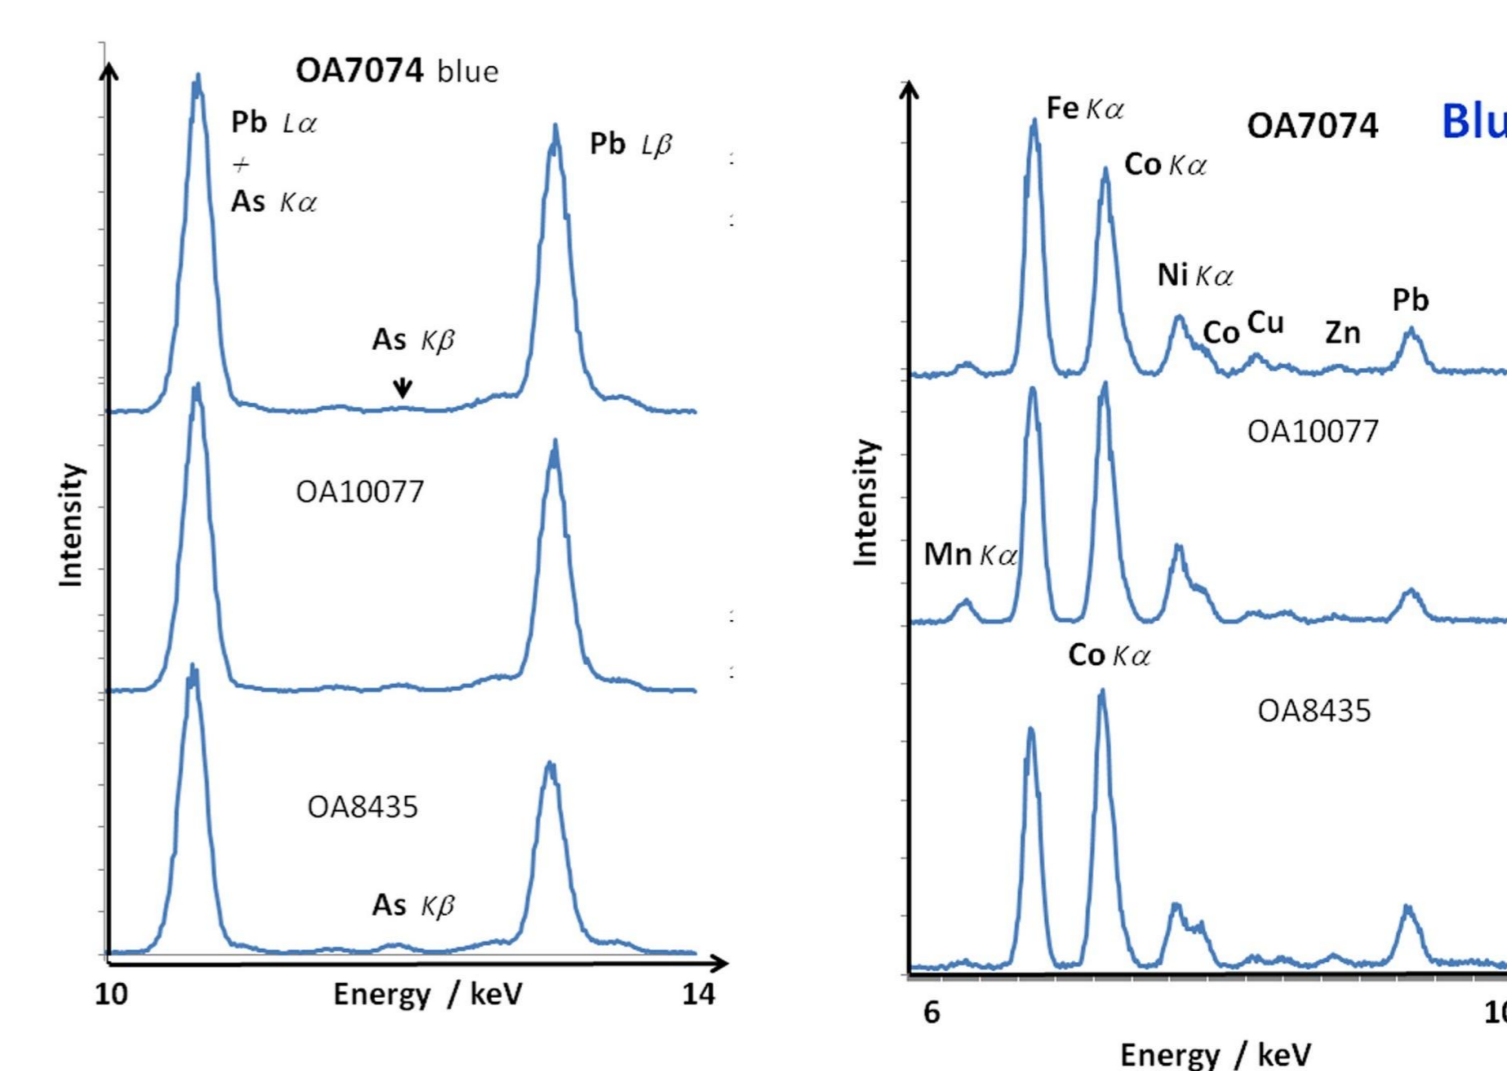 OA7074 blue
Pb Lα
+
As Kα
Pb Lβ
As Kβ
OA10077
Intensity
OA8435
As Kβ
10
Energy / keV
14
Fe Kα
OA7074
Blu
Co Kα
Ni Kα
Co
Cu
Zn
Pb
OA10077
Intensity
Mn Kα
Co Kα
OA8435
6
10
Energy / keV